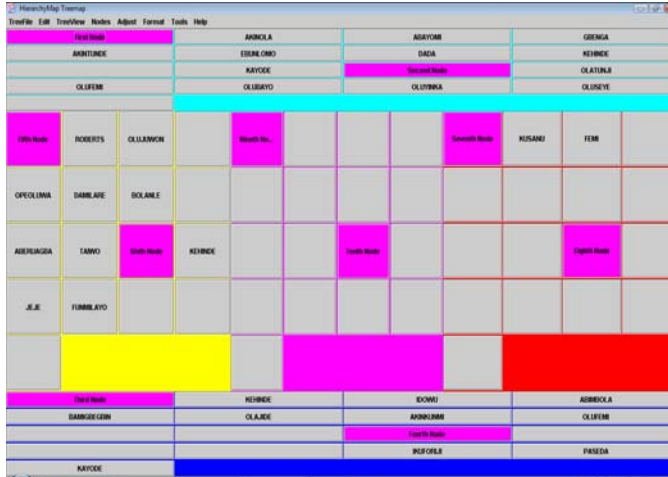 HierarchyMap Treemap
TreeFile Edit TreeView Nodes Adjust Format Tools Help
First Node AKINOLA ABAYOMI GBENGA
AKINTUNDE EBUNLOMO DADA KEHINDE
KAYODE Second Node OLATUNJI
OLUFEMI OLUBAYO OLUYINKA OLUSEYE
Fifth Node ROBERTS OLUJUWON Nineth No... Seventh Node KUSANU FEMI
OPEOLUWA DAMILARE BOLANLE
ADERUAGBA TAIWO Sixth Node KEHINDE Tenth Node Eighth Node
JEJE FUNMILAYO
Third Node KEHINDE IDOWU ABIMBOLA
DAMIGBEGBIN OLAJIDE AKINKUNMI OLUFEMI
Fourth Node
IKUFORIJI PASEDA
KAYODE